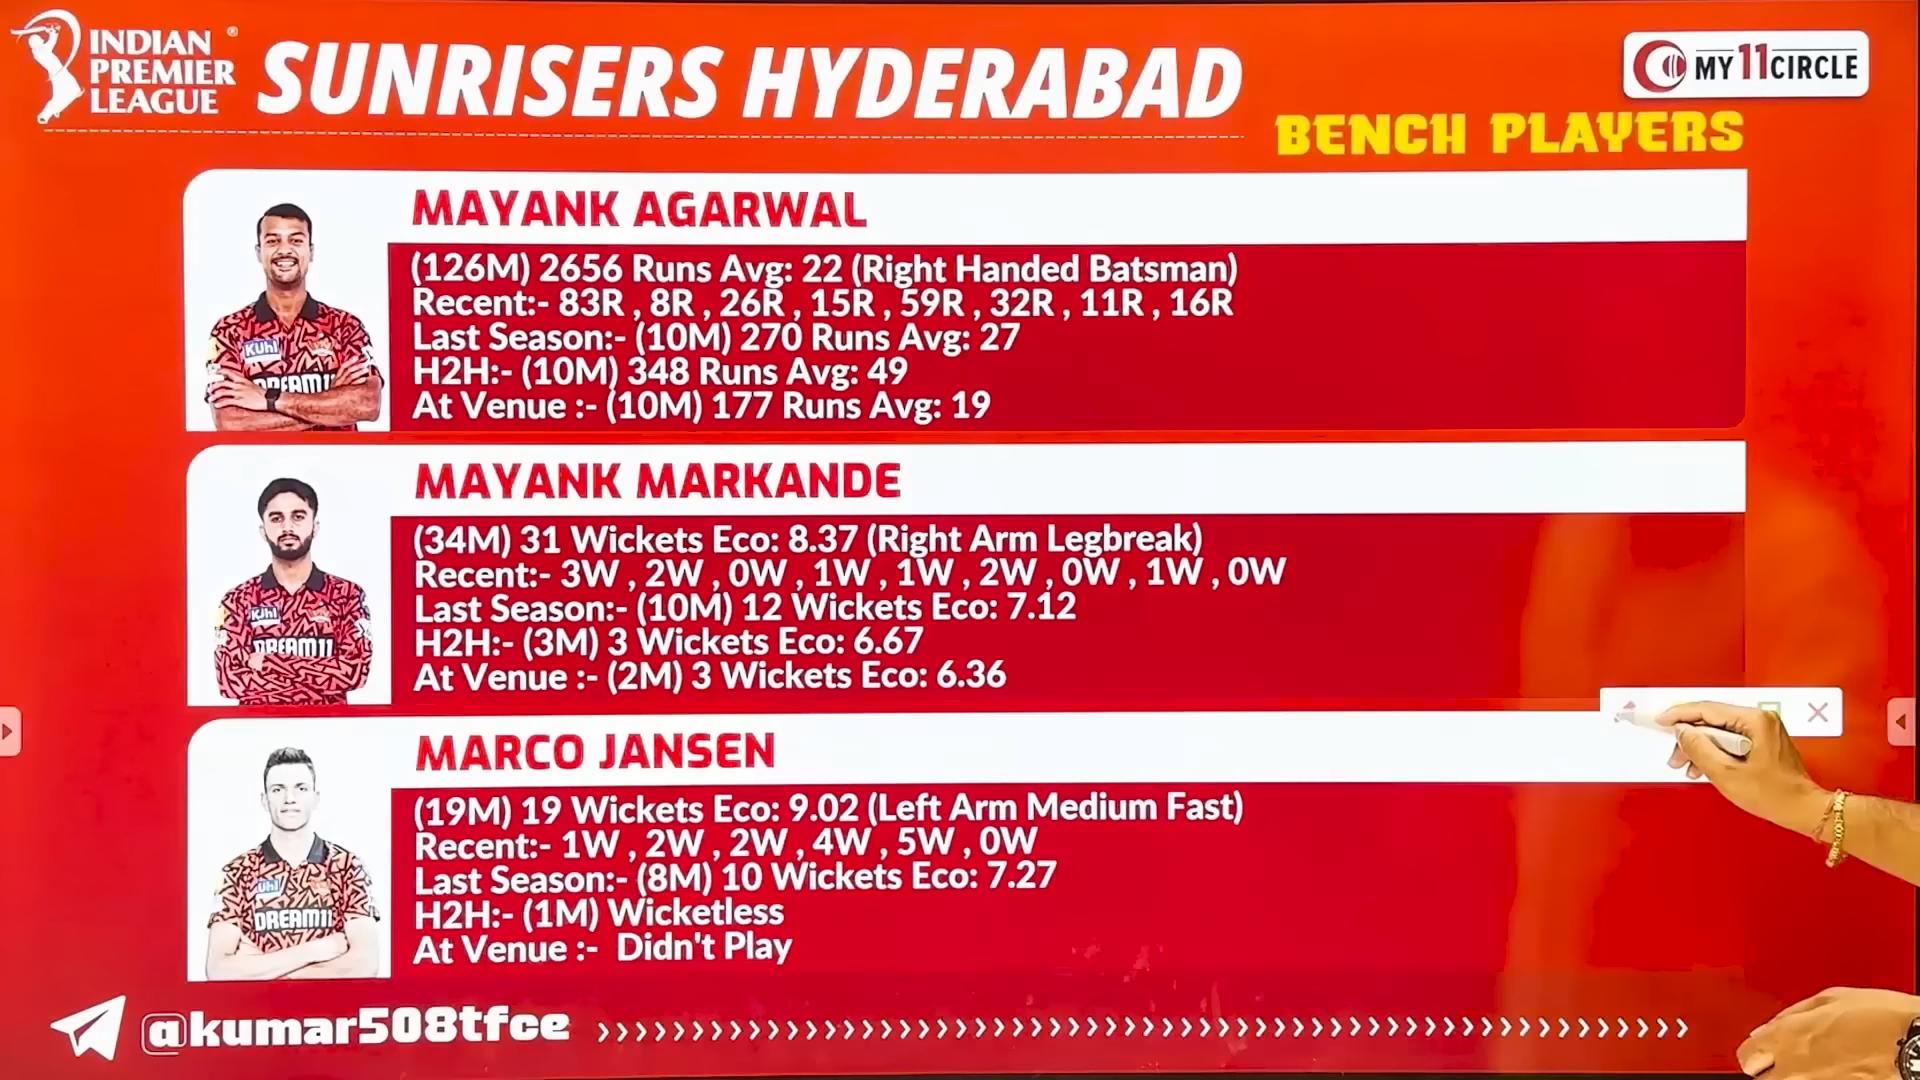 INDIAN
PREMIER
LEAGUE
®
SUNRISERS HYDERABAD
MY11CIRCLE
BENCH PLAYERS
MAYANK AGARWAL
(126M) 2656 Runs Avg: 22 (Right Handed Batsman)
Recent:- 83R , 8R , 26R , 15R , 59R , 32R , 11R , 16R
Last Season:- (10M) 270 Runs Avg: 27
H2H:- (10M) 348 Runs Avg: 49
At Venue :- (10M) 177 Runs Avg: 19
KUhl
DREAM11
MAYANK MARKANDE
(34M) 31 Wickets Eco: 8.37 (Right Arm Legbreak)
Recent:- 3W , 2W , 0W , 1W , 1W , 2W , 0W , 1W , 0W
Last Season:- (10M) 12 Wickets Eco: 7.12
H2H:- (3M) 3 Wickets Eco: 6.67
At Venue :- (2M) 3 Wickets Eco: 6.36
DREAM11
MARCO JANSEN
(19M) 19 Wickets Eco: 9.02 (Left Arm Medium Fast)
Recent:- 1W , 2W , 2W , 4W , 5W , 0W
Last Season:- (8M) 10 Wickets Eco: 7.27
H2H:- (1M) Wicketless
At Venue :- Didn't Play
DREAM11
@kumar508tfce